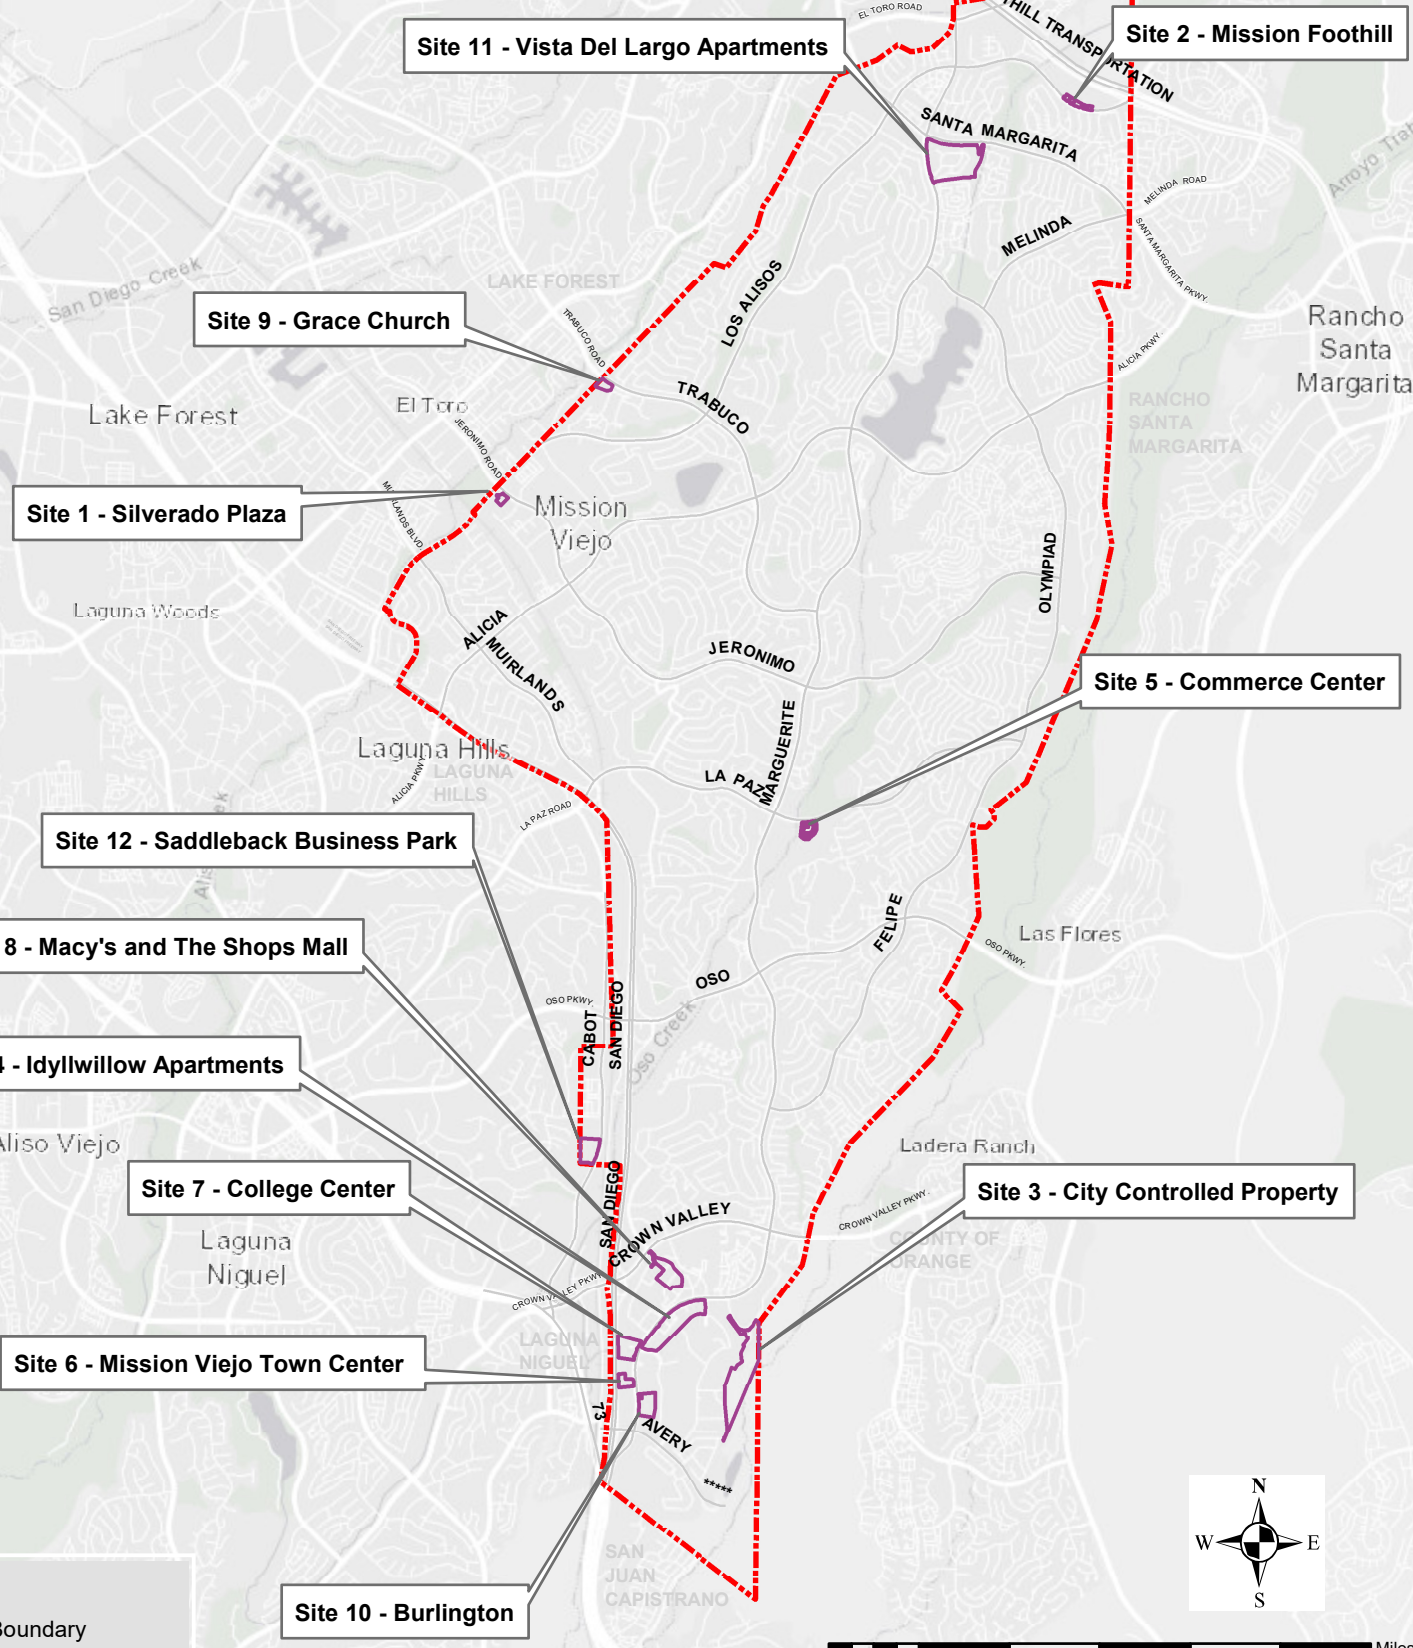 EL TORO ROAD
THILL TRANSPORTATION
Site 2 - Mission Foothill
Site 11 - Vista Del Largo Apartments
SANTA MARGARITA
Arroyo Trab
MELINDA ROAD
MELINDA
SANTA MARGARITA PKWY.
San Diego Creek
LAKE FOREST
LOS ALISOS
Site 9 - Grace Church
TRABUCO ROAD
Rancho
Santa
Margarita
ALICIA PKWY.
TRABUCO
Lake Forest
El Toro
RANCHO
SANTA
MARGARITA
JERONIMO ROAD
Site 1 - Silverado Plaza
Mission
Viejo
OLYMPIAD
Laguna Woods
ALICIA
MUIRLANDS
JERONIMO
Site 5 - Commerce Center
MARGUERITE
Laguna Hills
LAGUNA
HILLS
ALICIA PKWY
LA PAZ
LA PAZ ROAD
Site 12 - Saddleback Business Park
FELIPE
8 - Macy's and The Shops Mall
Las Flores
OSO PKWY.
OSO
OSO PKWY.
CABOT
SAN DIEGO
Oso Creek
4 - Idyllwillow Apartments
Aliso Viejo
Ladera Ranch
Site 7 - College Center
SAN DIEGO
Site 3 - City Controlled Property
CROWN VALLEY
CROWN VALLEY PKWY.
COUNTY OF
ORANGE
Laguna
Niguel
CROWN VALLEY PKWY.
LAGUNA
NIGUEL
Site 6 - Mission Viejo Town Center
73
AVERY
*****
N
W E
S
SAN
JUAN
CAPISTRANO
Site 10 - Burlington
Boundary
Miles